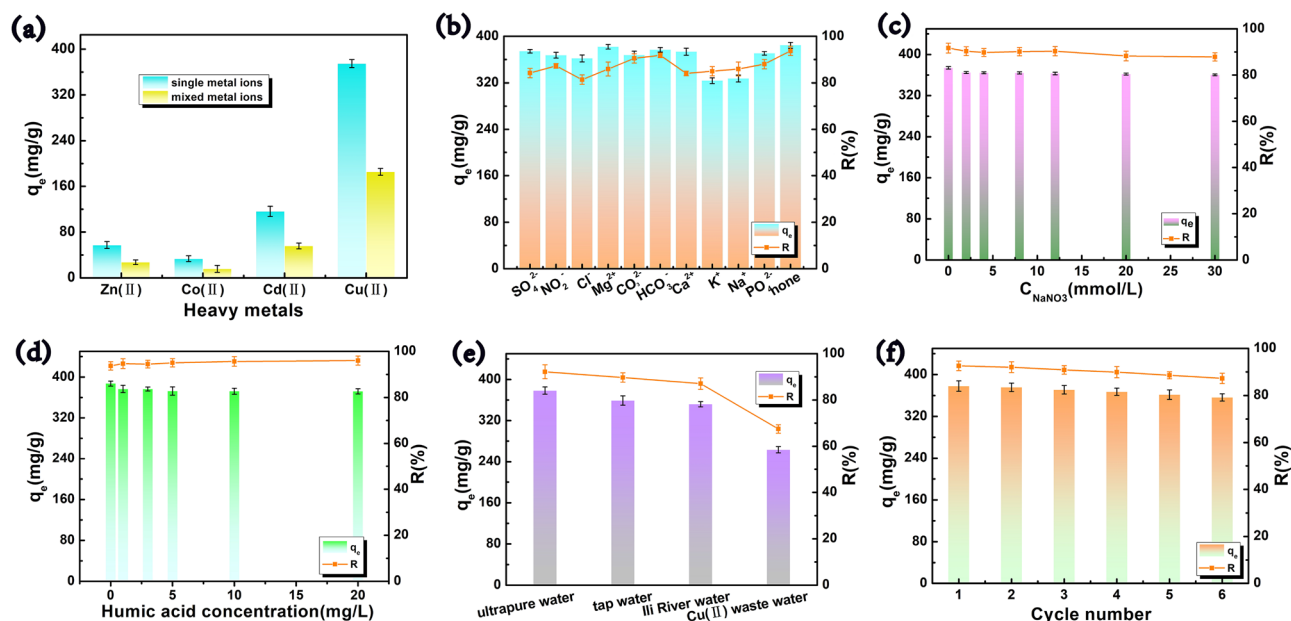 (a)
400
320
240
160
80
0
qe(mg/g)
single metal ions
mixed metal ions
Zn(Ⅱ) Co(Ⅱ) Cd(Ⅱ) Cu(Ⅱ)
Heavy metals
(b)
400
320
240
160
80
0
qe(mg/g)
100
90
80
60
40
20
0
R(%)
qe
R
SO₄²⁻ NO₂⁻ Cl⁻ Mg²⁺ CO₃²⁻ HCO₃⁻ Ca²⁺ K⁺ Na⁺ hone
(c)
400
320
240
160
80
0
qe(mg/g)
100
80
60
40
20
0
R(%)
qe
R
0 5 10 15 20 25 30
CNaNO3(mmol/L)
(d)
400
320
240
160
80
0
qe(mg/g)
100
80
60
40
20
0
R(%)
qe
R
0 5 10 15 20
Humic acid concentration(mg/L)
(e)
400
320
240
160
80
0
qe(mg/g)
100
80
60
40
20
0
R(%)
qe
R
ultrapure water tap water Ili River water Cu(Ⅱ) waste water
(f)
400
320
240
160
80
0
qe(mg/g)
100
80
60
40
20
0
R(%)
qe
R
1 2 3 4 5 6
Cycle number